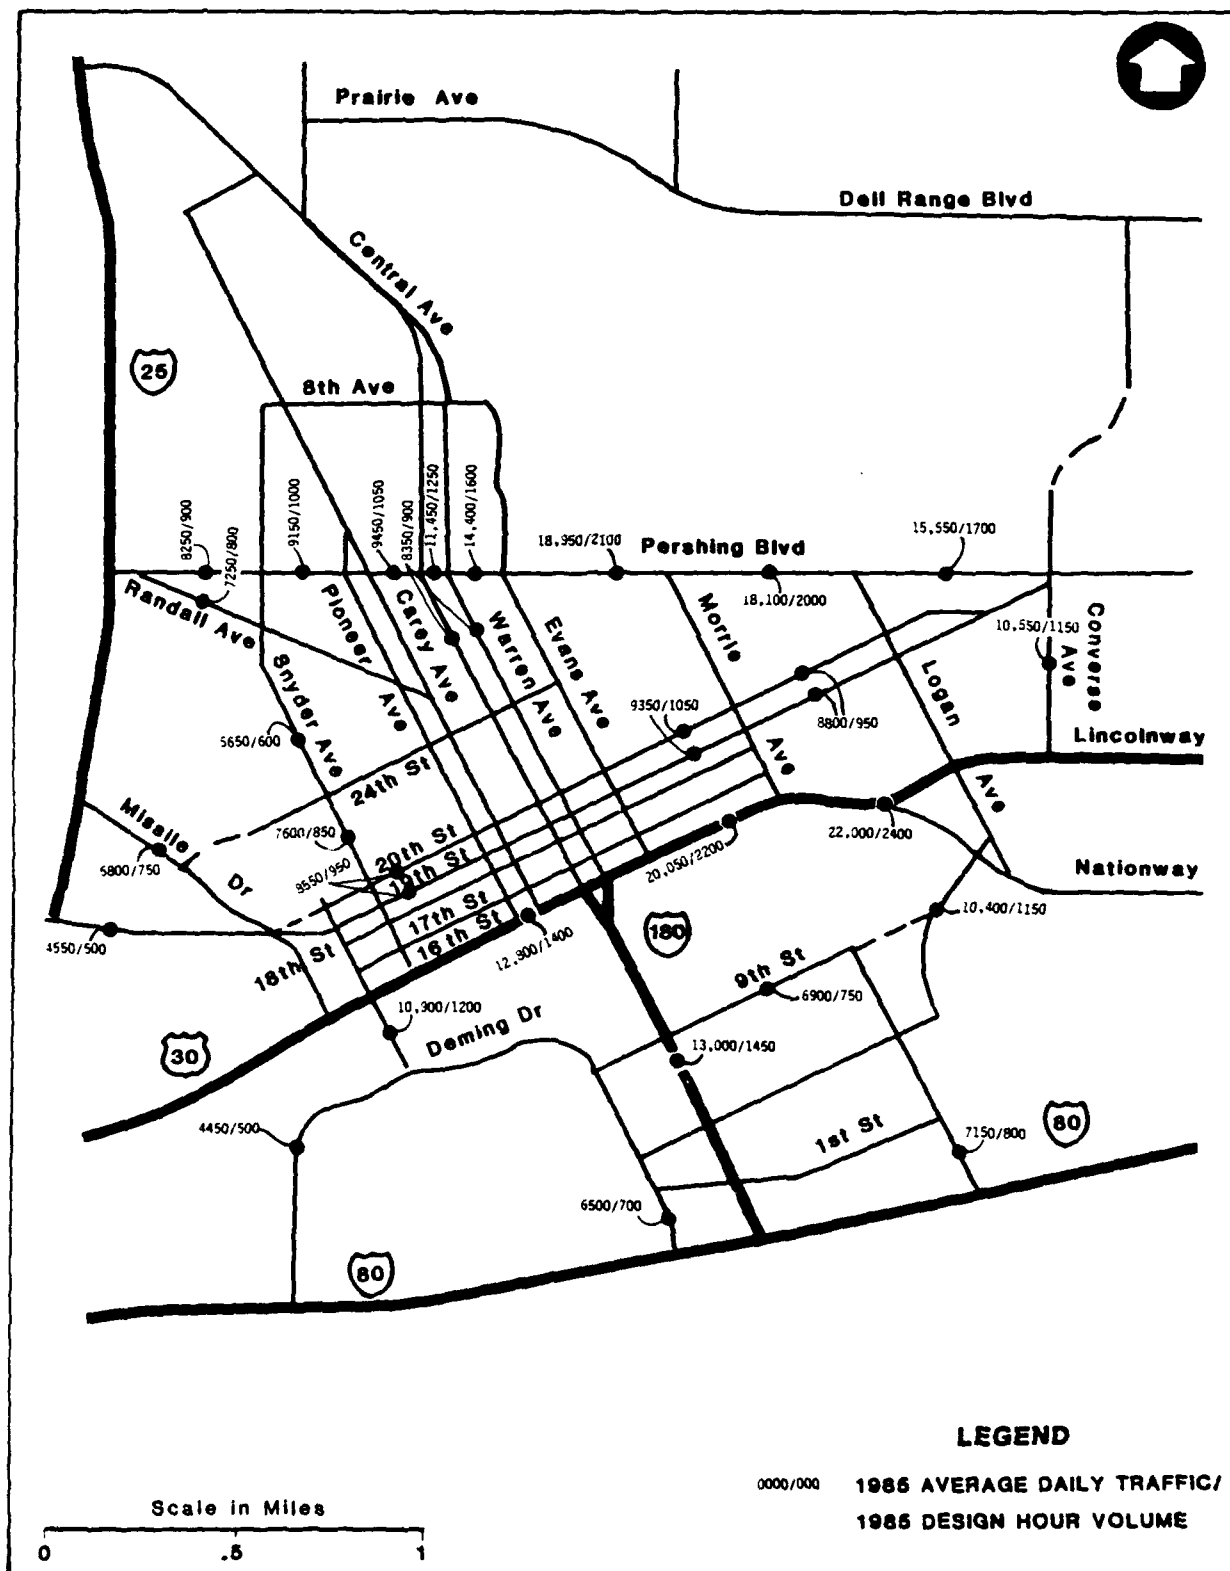 Prairie Ave
Dell Range Blvd
Central Ave
25
8th Ave
8250/900
7250/800
9150/1000
9450/1050
8350/900
11,450/1250
14,400/1600
18,950/2100
Pershing Blvd
15,550/1700
18,100/2000
Randall Ave
Pioneer Ave
Carey Ave
Warren Ave
Evans Ave
Morrie Ave
Logan Ave
10,550/1150
Converse Ave
Snyder Ave
5650/600
9350/1050
8800/950
Lincolnway
24th St
Missile Dr
5800/750
7600/850
20th St
8550/950
19th St
22,000/2400
20,050/2200
Nationway
17th St
16th St
18th St
4550/500
180
10,400/1150
9th St
6900/750
10,300/1200
Deming Dr
13,000/1450
30
4450/500
1st St
80
7150/800
6500/700
80
LEGEND
0000/000 1985 AVERAGE DAILY TRAFFIC/
1985 DESIGN HOUR VOLUME
Scale in Miles
0 .5 1